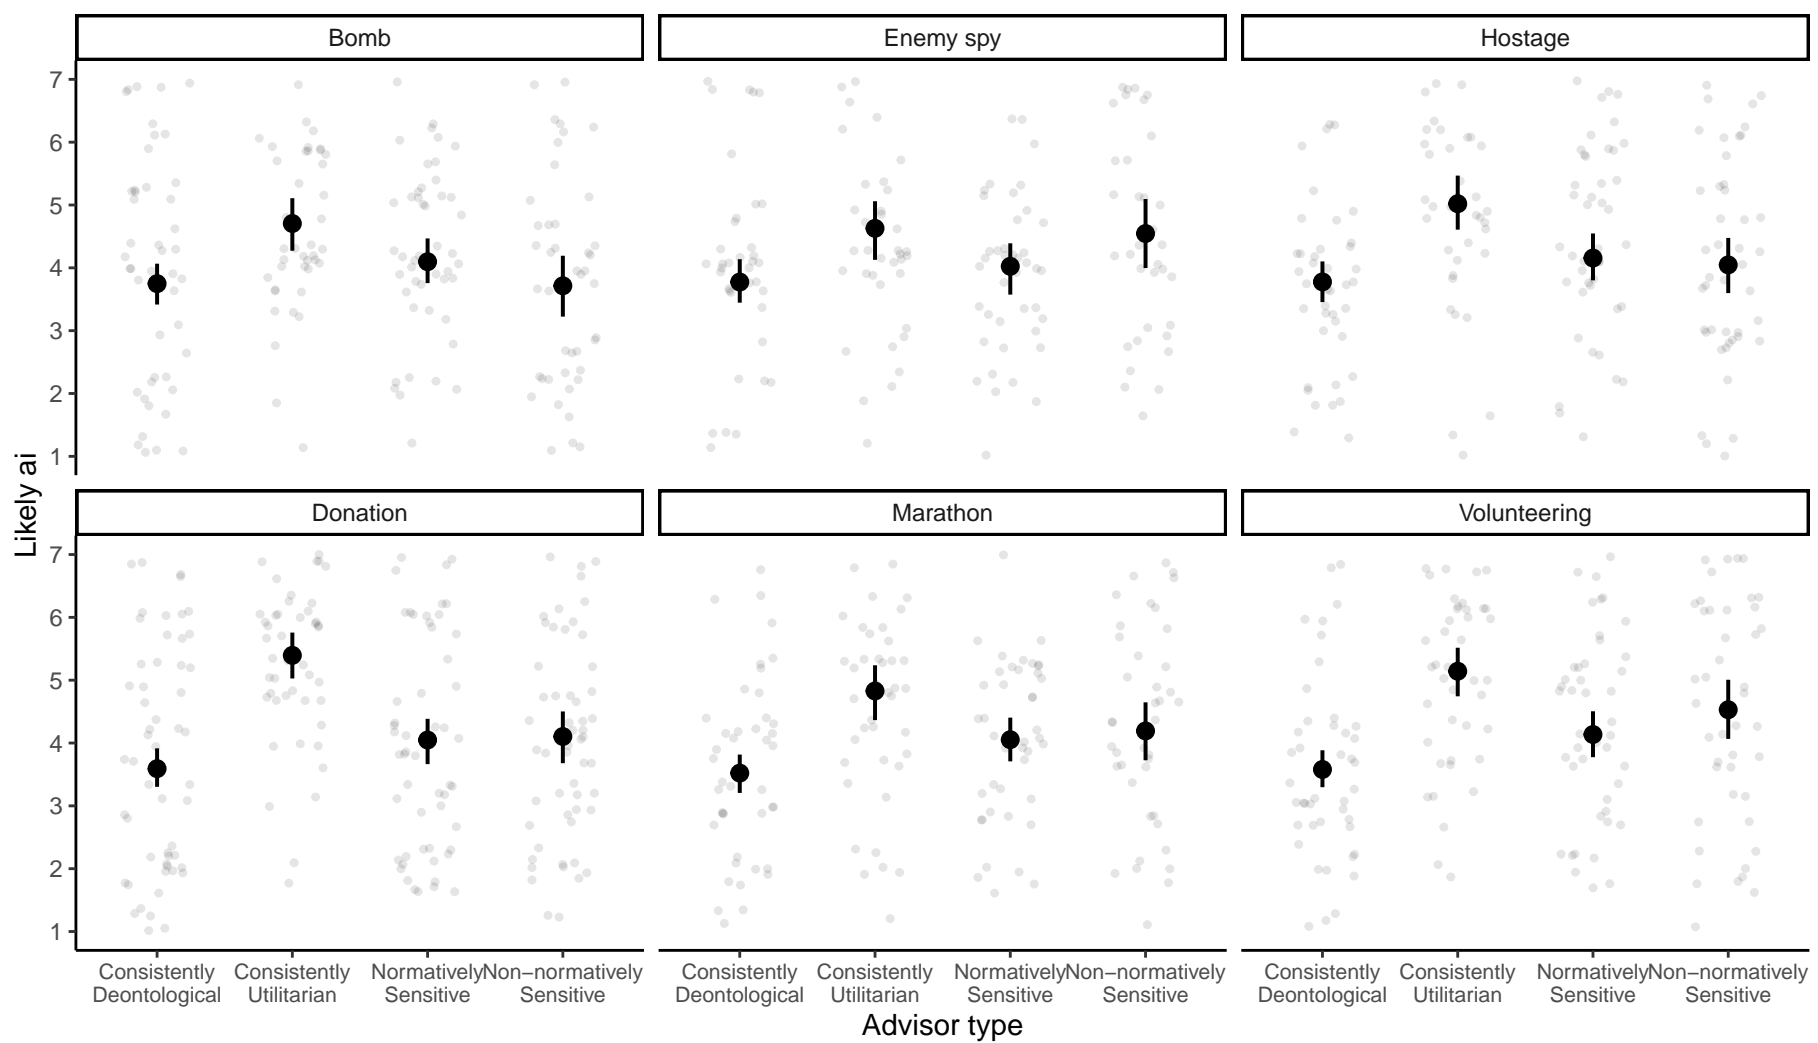 Bomb
Enemy spy
Hostage
7
6
5
4
3
2
1
Likely ai
Donation
Marathon
Volunteering
7
6
5
4
3
2
1
Consistently Consistently Normatively Non−normatively
Deontological Utilitarian Sensitive Sensitive
Consistently Consistently Normatively Non−normatively
Deontological Utilitarian Sensitive Sensitive
Consistently Consistently Normatively Non−normatively
Deontological Utilitarian Sensitive Sensitive
Advisor type